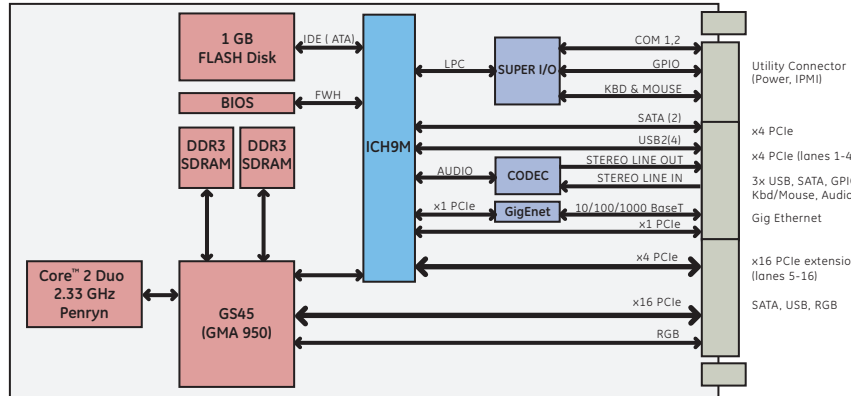 1 GB
FLASH Disk
IDE ( ATA)
BIOS
FWH
DDR3
SDRAM
DDR3
SDRAM
Core™ 2 Duo
2.33 GHz
Penryn
GS45
(GMA 950)
ICH9M
LPC
SUPER I/O
COM 1,2
GPIO
KBD & MOUSE
SATA (2)
USB2(4)
STEREO LINE OUT
AUDIO
CODEC
STEREO LINE IN
x1 PCIe
GigEnet
10/100/1000 BaseT
x1 PCIe
x4 PCIe
x16 PCIe
RGB
Utility Connector
(Power, IPMI)
x4 PCIe
x4 PCIe (lanes 1-4
3x USB, SATA, GPIO
Kbd/Mouse, Audio
Gig Ethernet
x16 PCIe extensio
(lanes 5-16)
SATA, USB, RGB